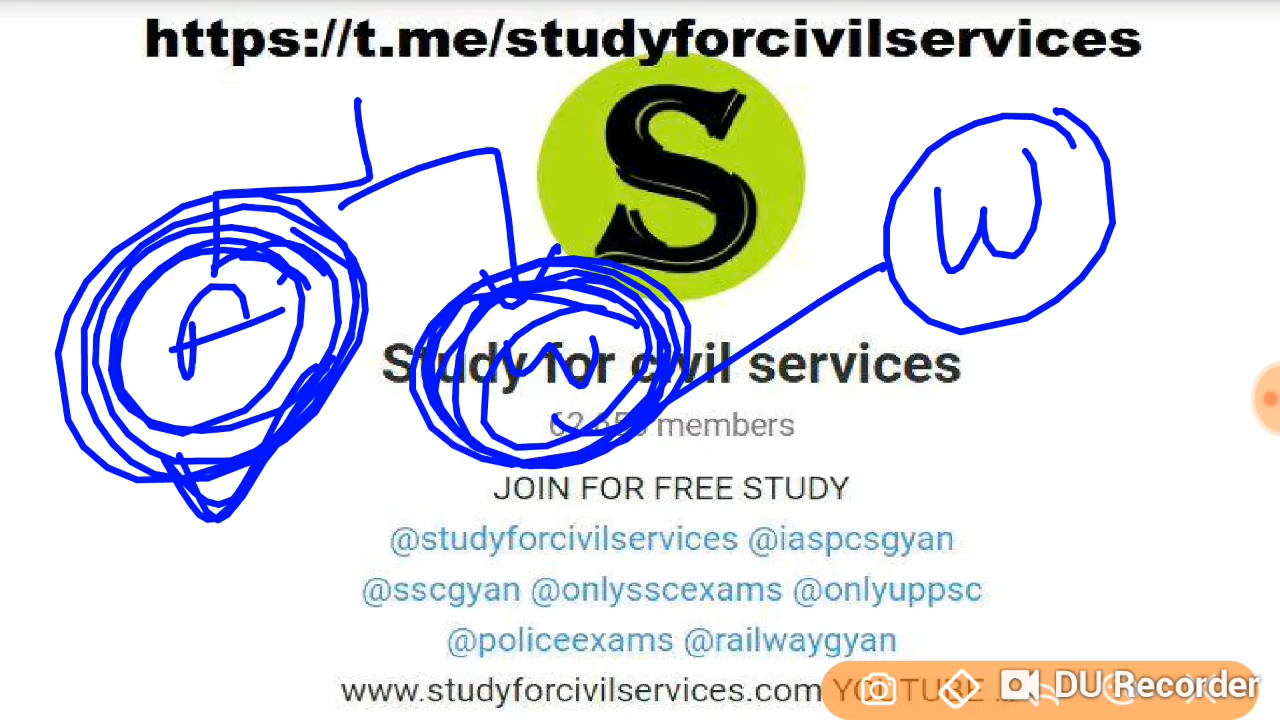 https://t.me/studyforcivilservices
S
W
Study for civil services
members
JOIN FOR FREE STUDY
@studyforcivilservices @iaspcsgyan
@sscgyan @onlysscexams @onlyuppsc
@policeexams @railwaygyan
www.studyforcivilservices.com YOUTUBE
DU Recorder